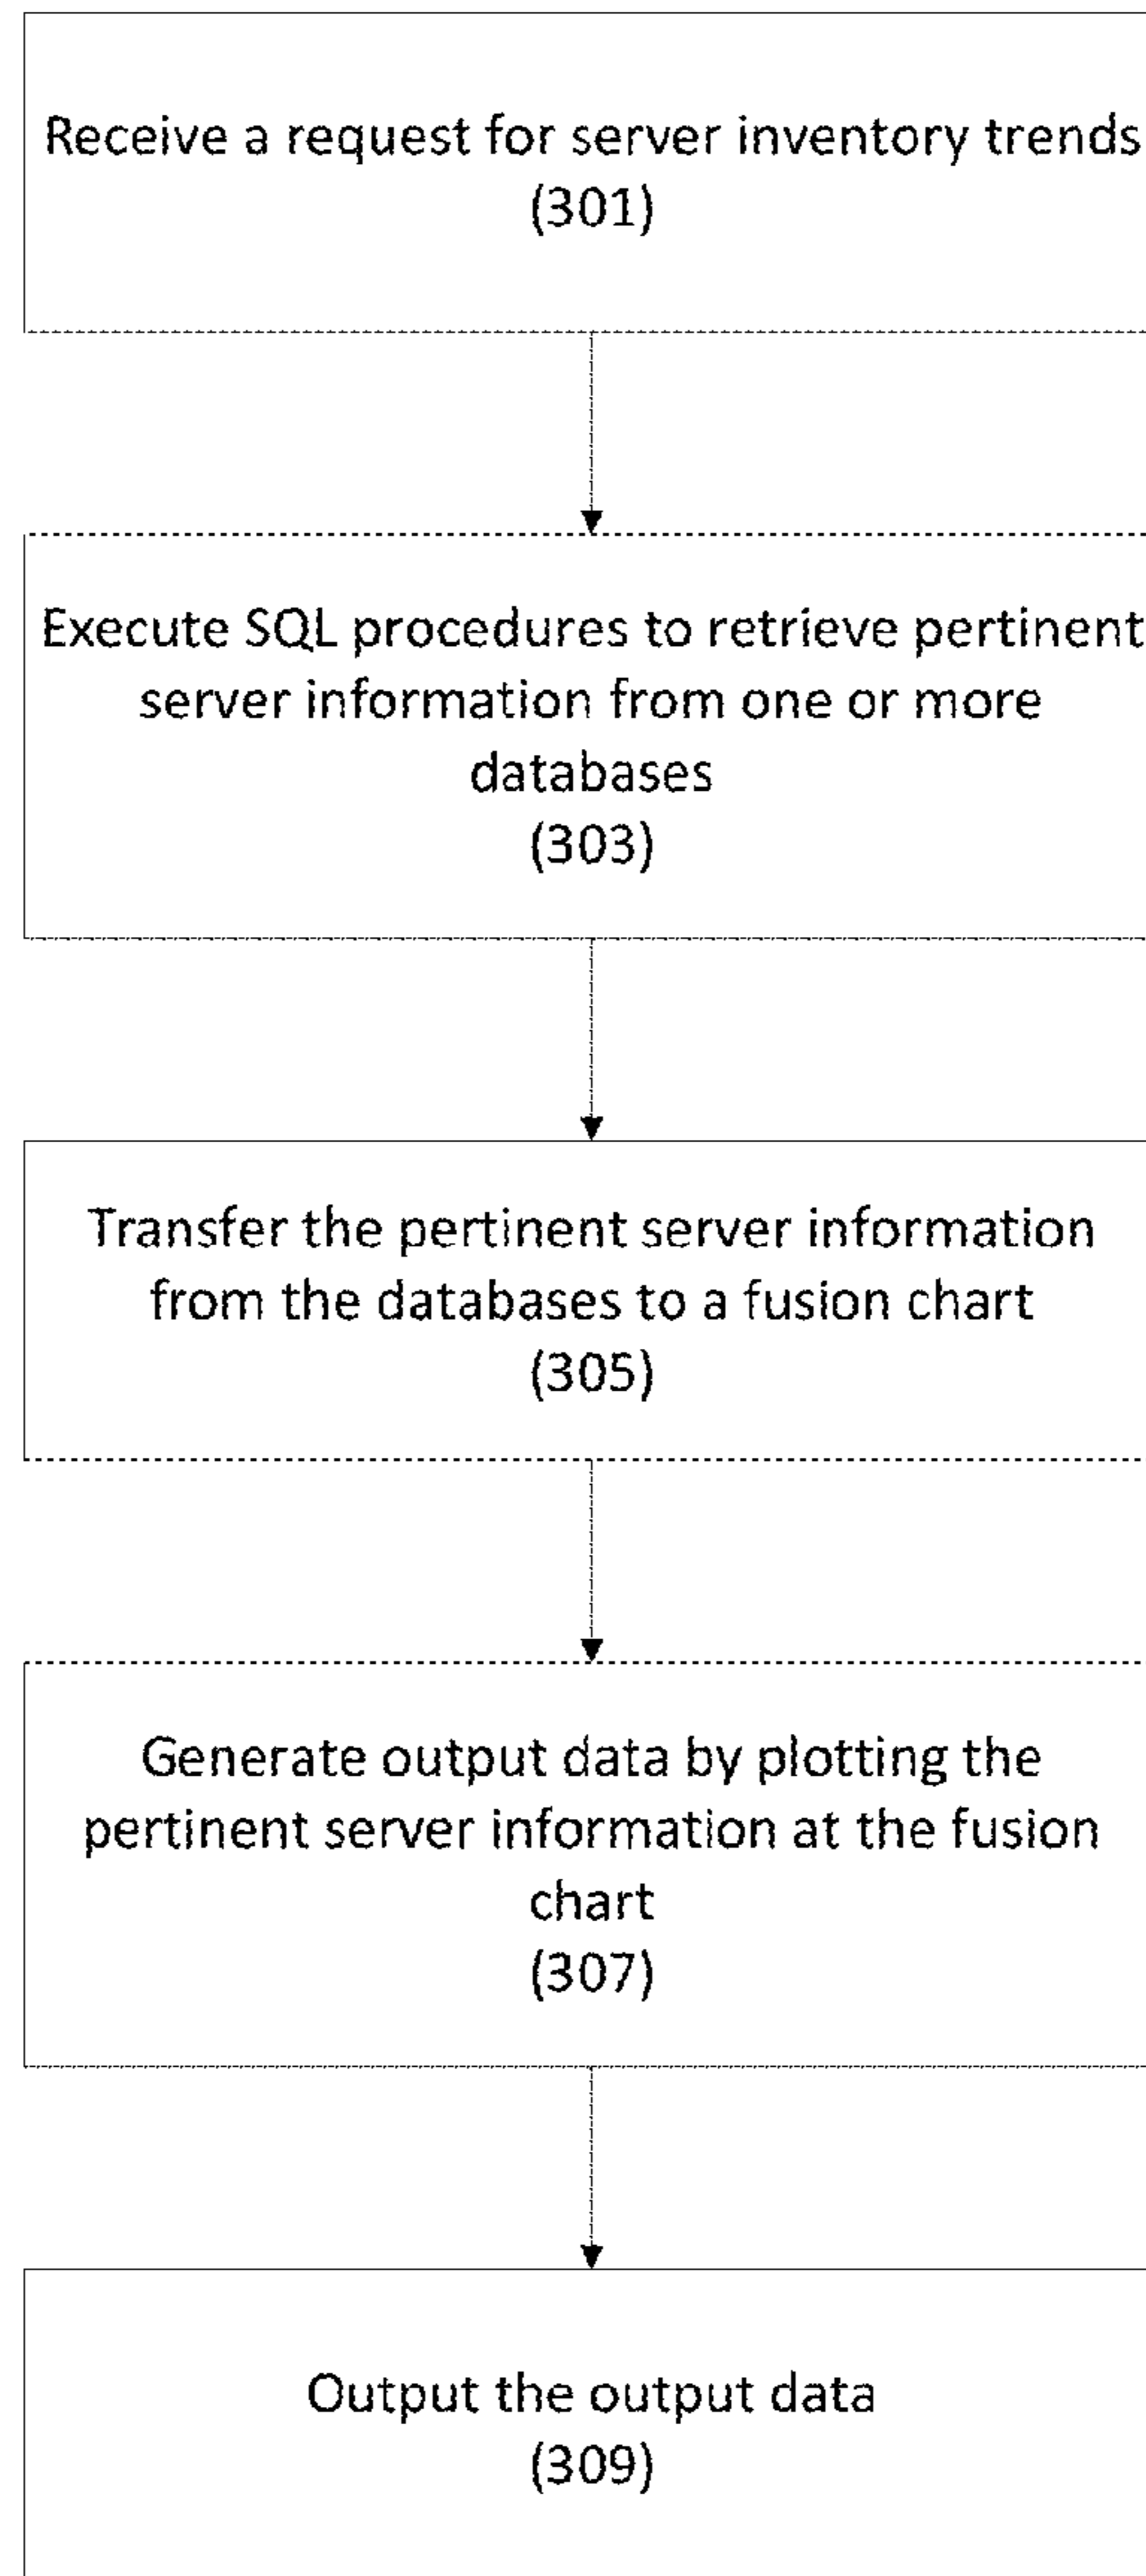 Receive a request for server inventory trends
(301)
Execute SQL procedures to retrieve pertinent
server information from one or more
databases
(303)
Transfer the pertinent server information
from the databases to a fusion chart
(305)
Generate output data by plotting the
pertinent server information at the fusion
chart
(307)
Output the output data
(309)